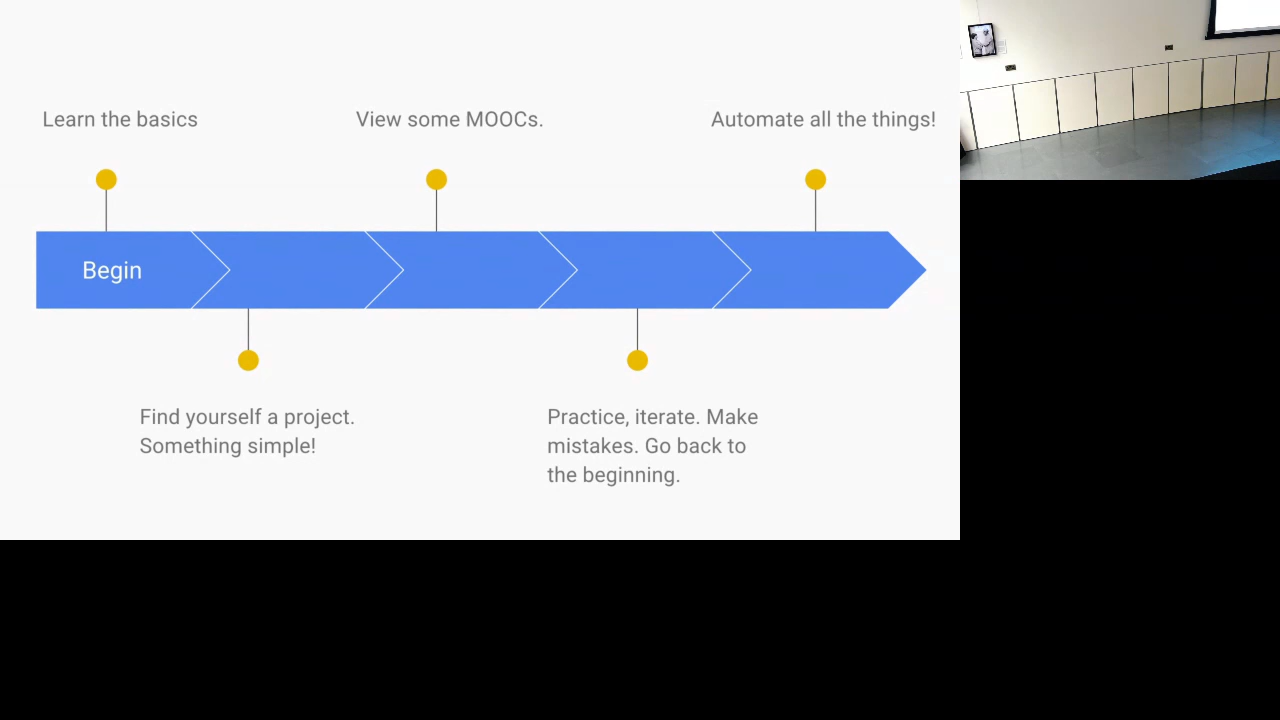 Learn the basics
View some MOOCs.
Automate all the things!
Begin
Find yourself a project.
Something simple!
Practice, iterate. Make
mistakes. Go back to
the beginning.